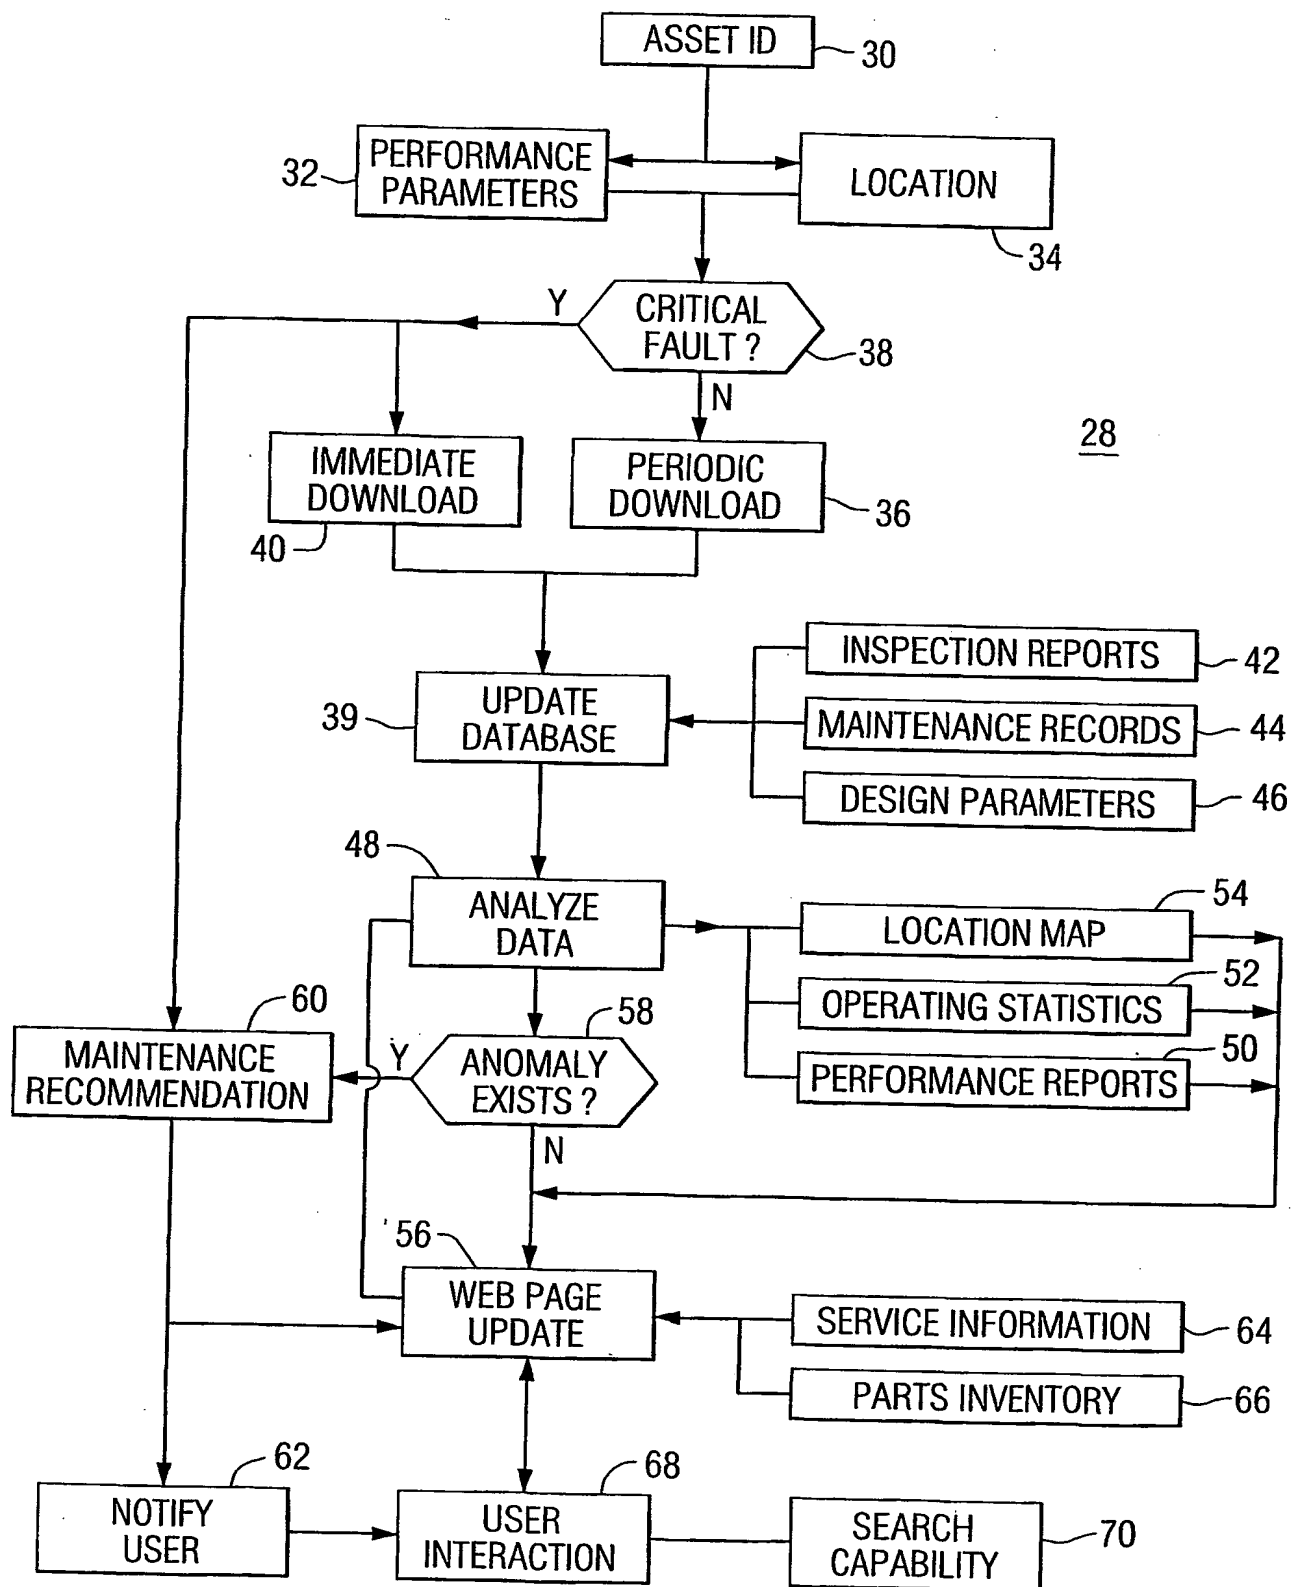 ASSET ID
30
PERFORMANCE
PARAMETERS
32
LOCATION
34
Y
CRITICAL
FAULT ?
38
N
28
IMMEDIATE
DOWNLOAD
40
PERIODIC
DOWNLOAD
36
INSPECTION REPORTS
42
39
UPDATE
DATABASE
MAINTENANCE RECORDS
44
DESIGN PARAMETERS
46
48
ANALYZE
DATA
54
LOCATION MAP
52
OPERATING STATISTICS
50
PERFORMANCE REPORTS
60
MAINTENANCE
RECOMMENDATION
Y
58
ANOMALY
EXISTS ?
N
56
WEB PAGE
UPDATE
SERVICE INFORMATION
64
PARTS INVENTORY
66
62
NOTIFY
USER
68
USER
INTERACTION
SEARCH
CAPABILITY
70